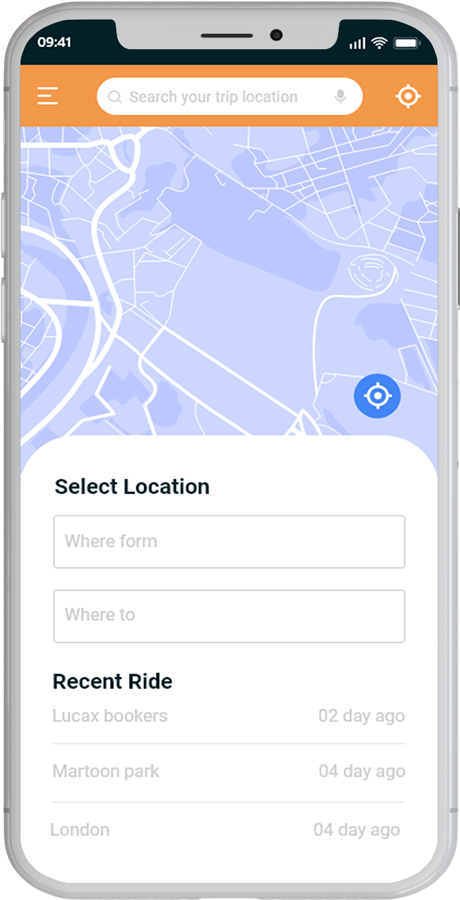 09:41
Search your trip location
Select Location
Where form
Where to
Recent Ride
Lucax bookers 02 day ago
Martoon park 04 day ago
London 04 day ago